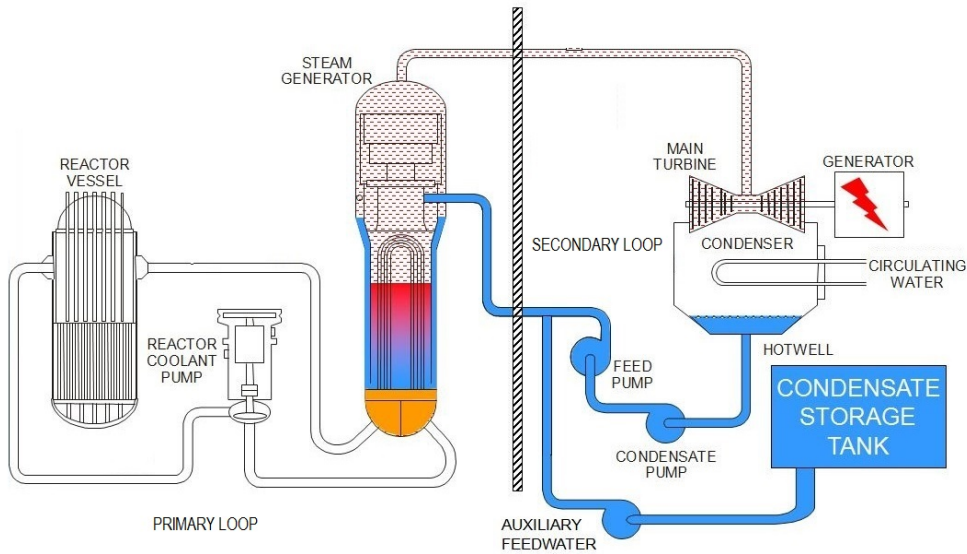 STEAM
GENERATOR
REACTOR
VESSEL
MAIN
TURBINE
GENERATOR
SECONDARY LOOP
CONDENSER
CIRCULATING
WATER
REACTOR
COOLANT
PUMP
FEED
PUMP
HOTWELL
CONDENSATE
STORAGE
TANK
CONDENSATE
PUMP
PRIMARY LOOP
AUXILIARY
FEEDWATER